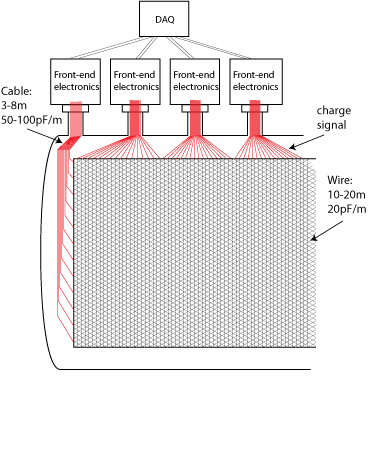 DAQ
Front-end
electronics
Front-end
electronics
Front-end
electronics
Front-end
electronics
Cable:
3-8m
50-100pF/m
charge
signal
Wire:
10-20m
20pF/m